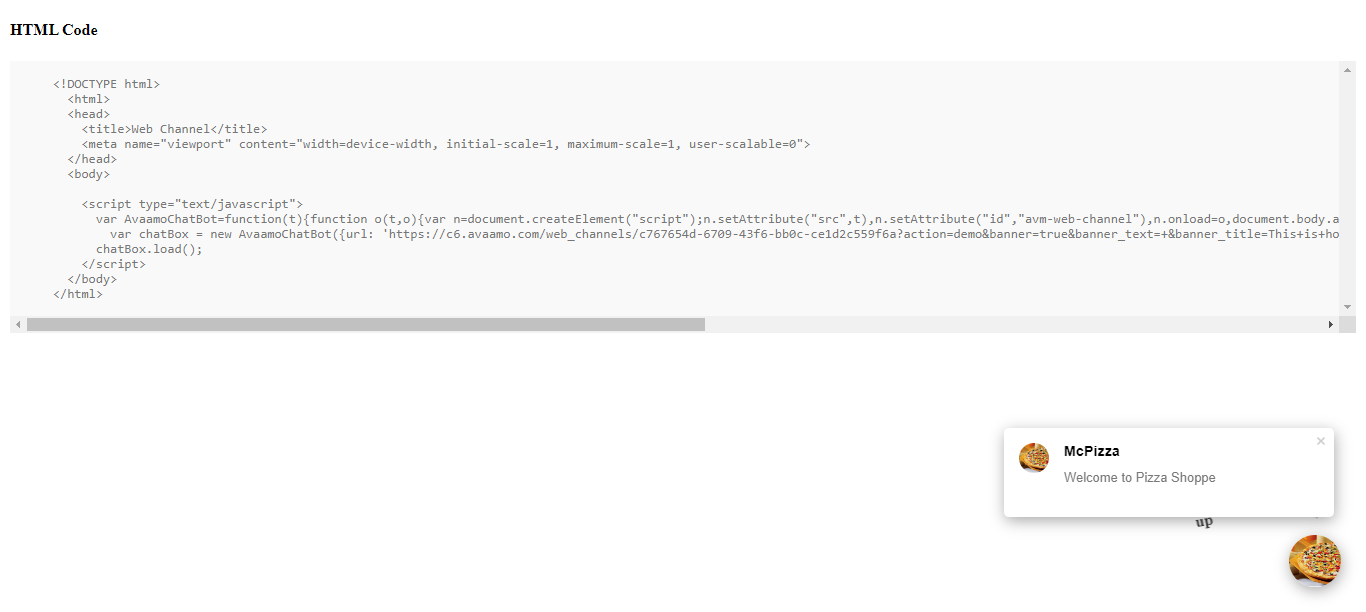 HTML Code
<!DOCTYPE html>
<html>
<head>
<title>Web Channel</title>
<meta name="viewport" content="width=device-width, initial-scale=1, maximum-scale=1, user-scalable=0">
</head>
<body>
<script type="text/javascript">
var AvaamoChatBot=function(t){function o(t,o){var n=document.createElement("script");n.setAttribute("src",t),n.setAttribute("id","avm-web-channel"),n.onload=o,document.body.a
var chatBox = new AvaamoChatBot({url: 'https://c6.avaamo.com/web_channels/c767654d-6709-43f6-bb0c-ce1d2c559f6a?action=demo&banner=true&banner_text=+&banner_title=This+is+ho
chatBox.load();
</script>
</body>
</html>
McPizza
Welcome to Pizza Shoppe
up